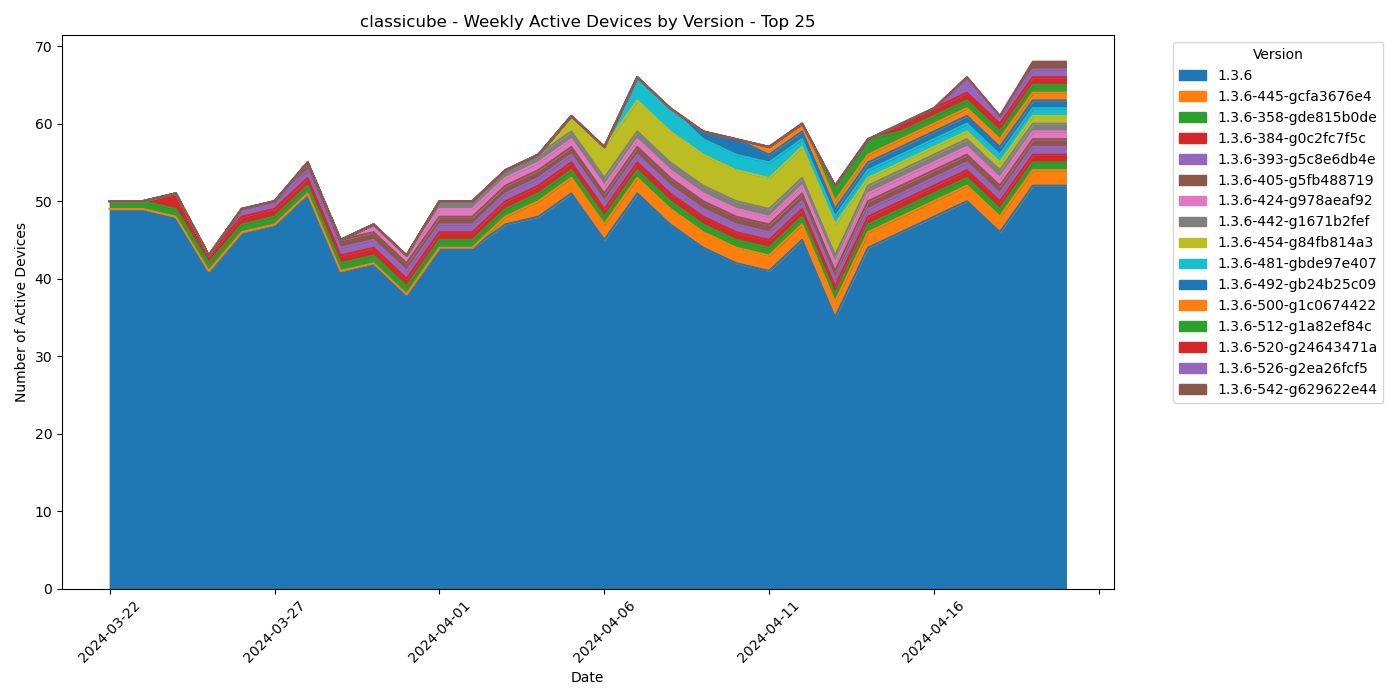 classicube - Weekly Active Devices by Version - Top 25
Number of Active Devices
70
60
50
40
30
20
10
0
2024-03-22
2024-03-27
2024-04-01
2024-04-06
2024-04-11
2024-04-16
Date
Version
1.3.6
1.3.6-445-gcfa3676e4
1.3.6-358-gde815b0de
1.3.6-384-g0c2fc7f5c
1.3.6-393-g5c8e6db4e
1.3.6-405-g5fb488719
1.3.6-424-g978aeaf92
1.3.6-442-g1671b2fef
1.3.6-454-g84fb814a3
1.3.6-481-gbde97e407
1.3.6-492-gb24b25c09
1.3.6-500-g1c0674422
1.3.6-512-g1a82ef84c
1.3.6-520-g24643471a
1.3.6-526-g2ea26fcf5
1.3.6-542-g629622e44